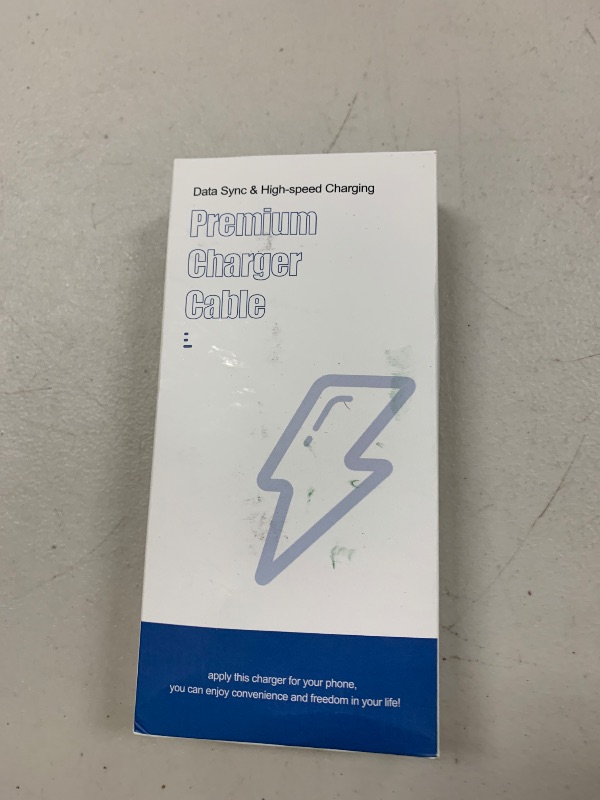 Data Sync & High-speed Charging
Premium
Charger
Cable
apply this charger for your phone,
you can enjoy convenience and freedom in your life!